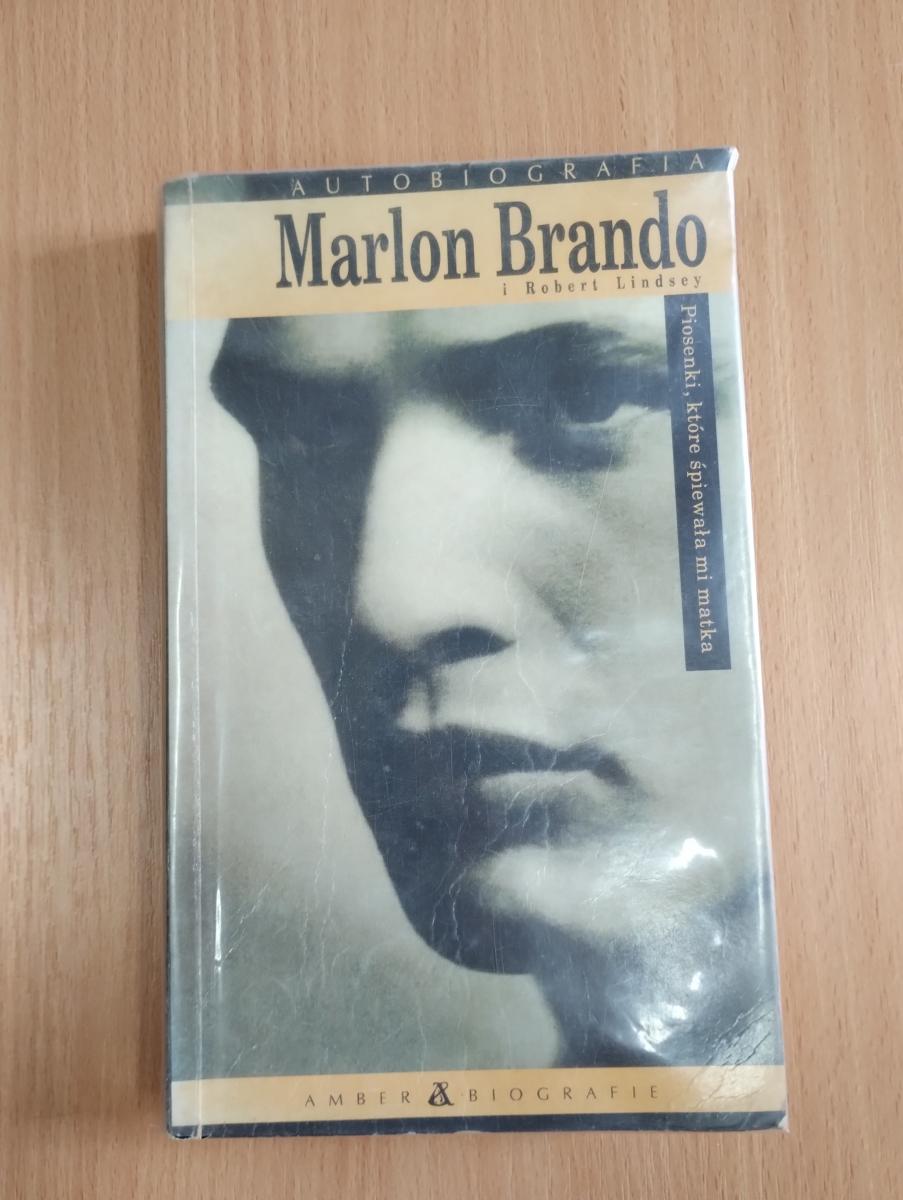 AUTOBIOGRAFIA
Marlon Brando
i Robert Lindsey
Piosenki, które śpiewała mi matka
AMBER BIOGRAFIE